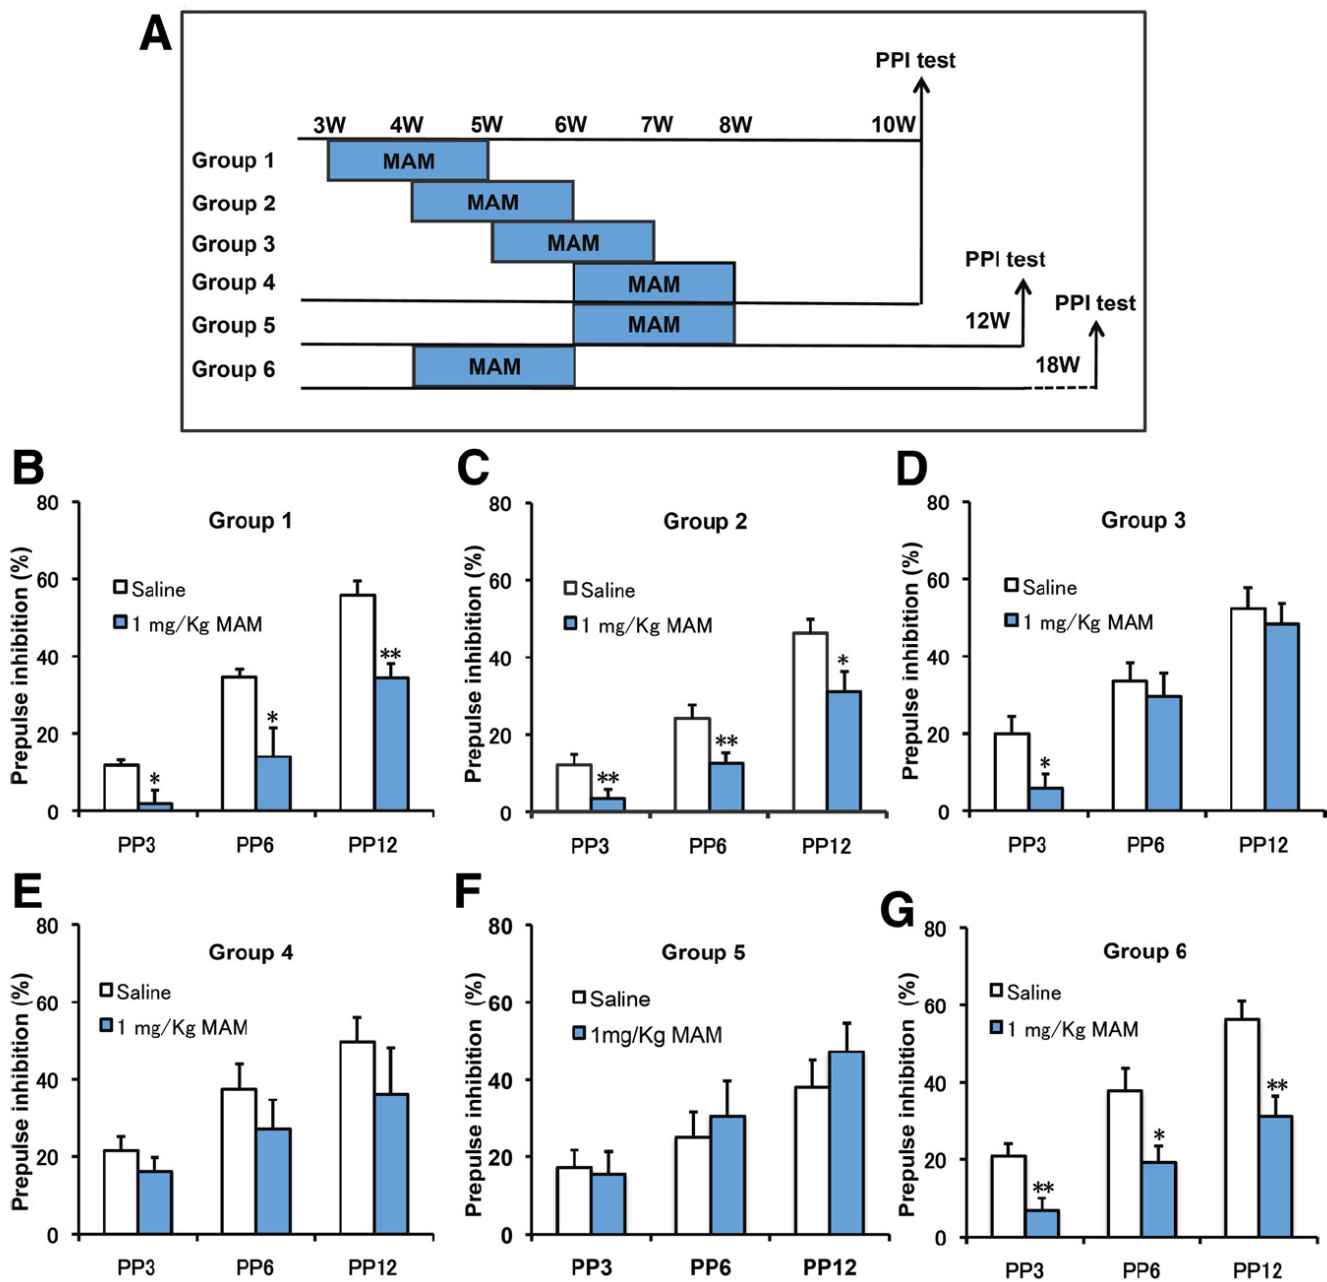 A
PPI test
3W 4W 5W 6W 7W 8W 10W
Group 1 MAM
Group 2 MAM
Group 3 MAM
Group 4 MAM
PPI test
Group 5 MAM
12W
PPI test
Group 6 MAM
18W
B
Group 1
Prepulse inhibition (%)
80
60
40
20
0
Saline
1 mg/Kg MAM
*
*
**
PP3 PP6 PP12
C
Group 2
Prepulse inhibition (%)
80
60
40
20
0
Saline
1 mg/Kg MAM
**
**
*
PP3 PP6 PP12
D
Group 3
Prepulse inhibition (%)
80
60
40
20
0
Saline
1 mg/Kg MAM
*
PP3 PP6 PP12
E
Group 4
Prepulse inhibition (%)
80
60
40
20
0
Saline
1 mg/Kg MAM
PP3 PP6 PP12
F
Group 5
Prepulse inhibition (%)
80
60
40
20
0
Saline
1mg/Kg MAM
PP3 PP6 PP12
G
Group 6
Prepulse inhibition (%)
80
60
40
20
0
Saline
1 mg/Kg MAM
**
*
**
PP3 PP6 PP12